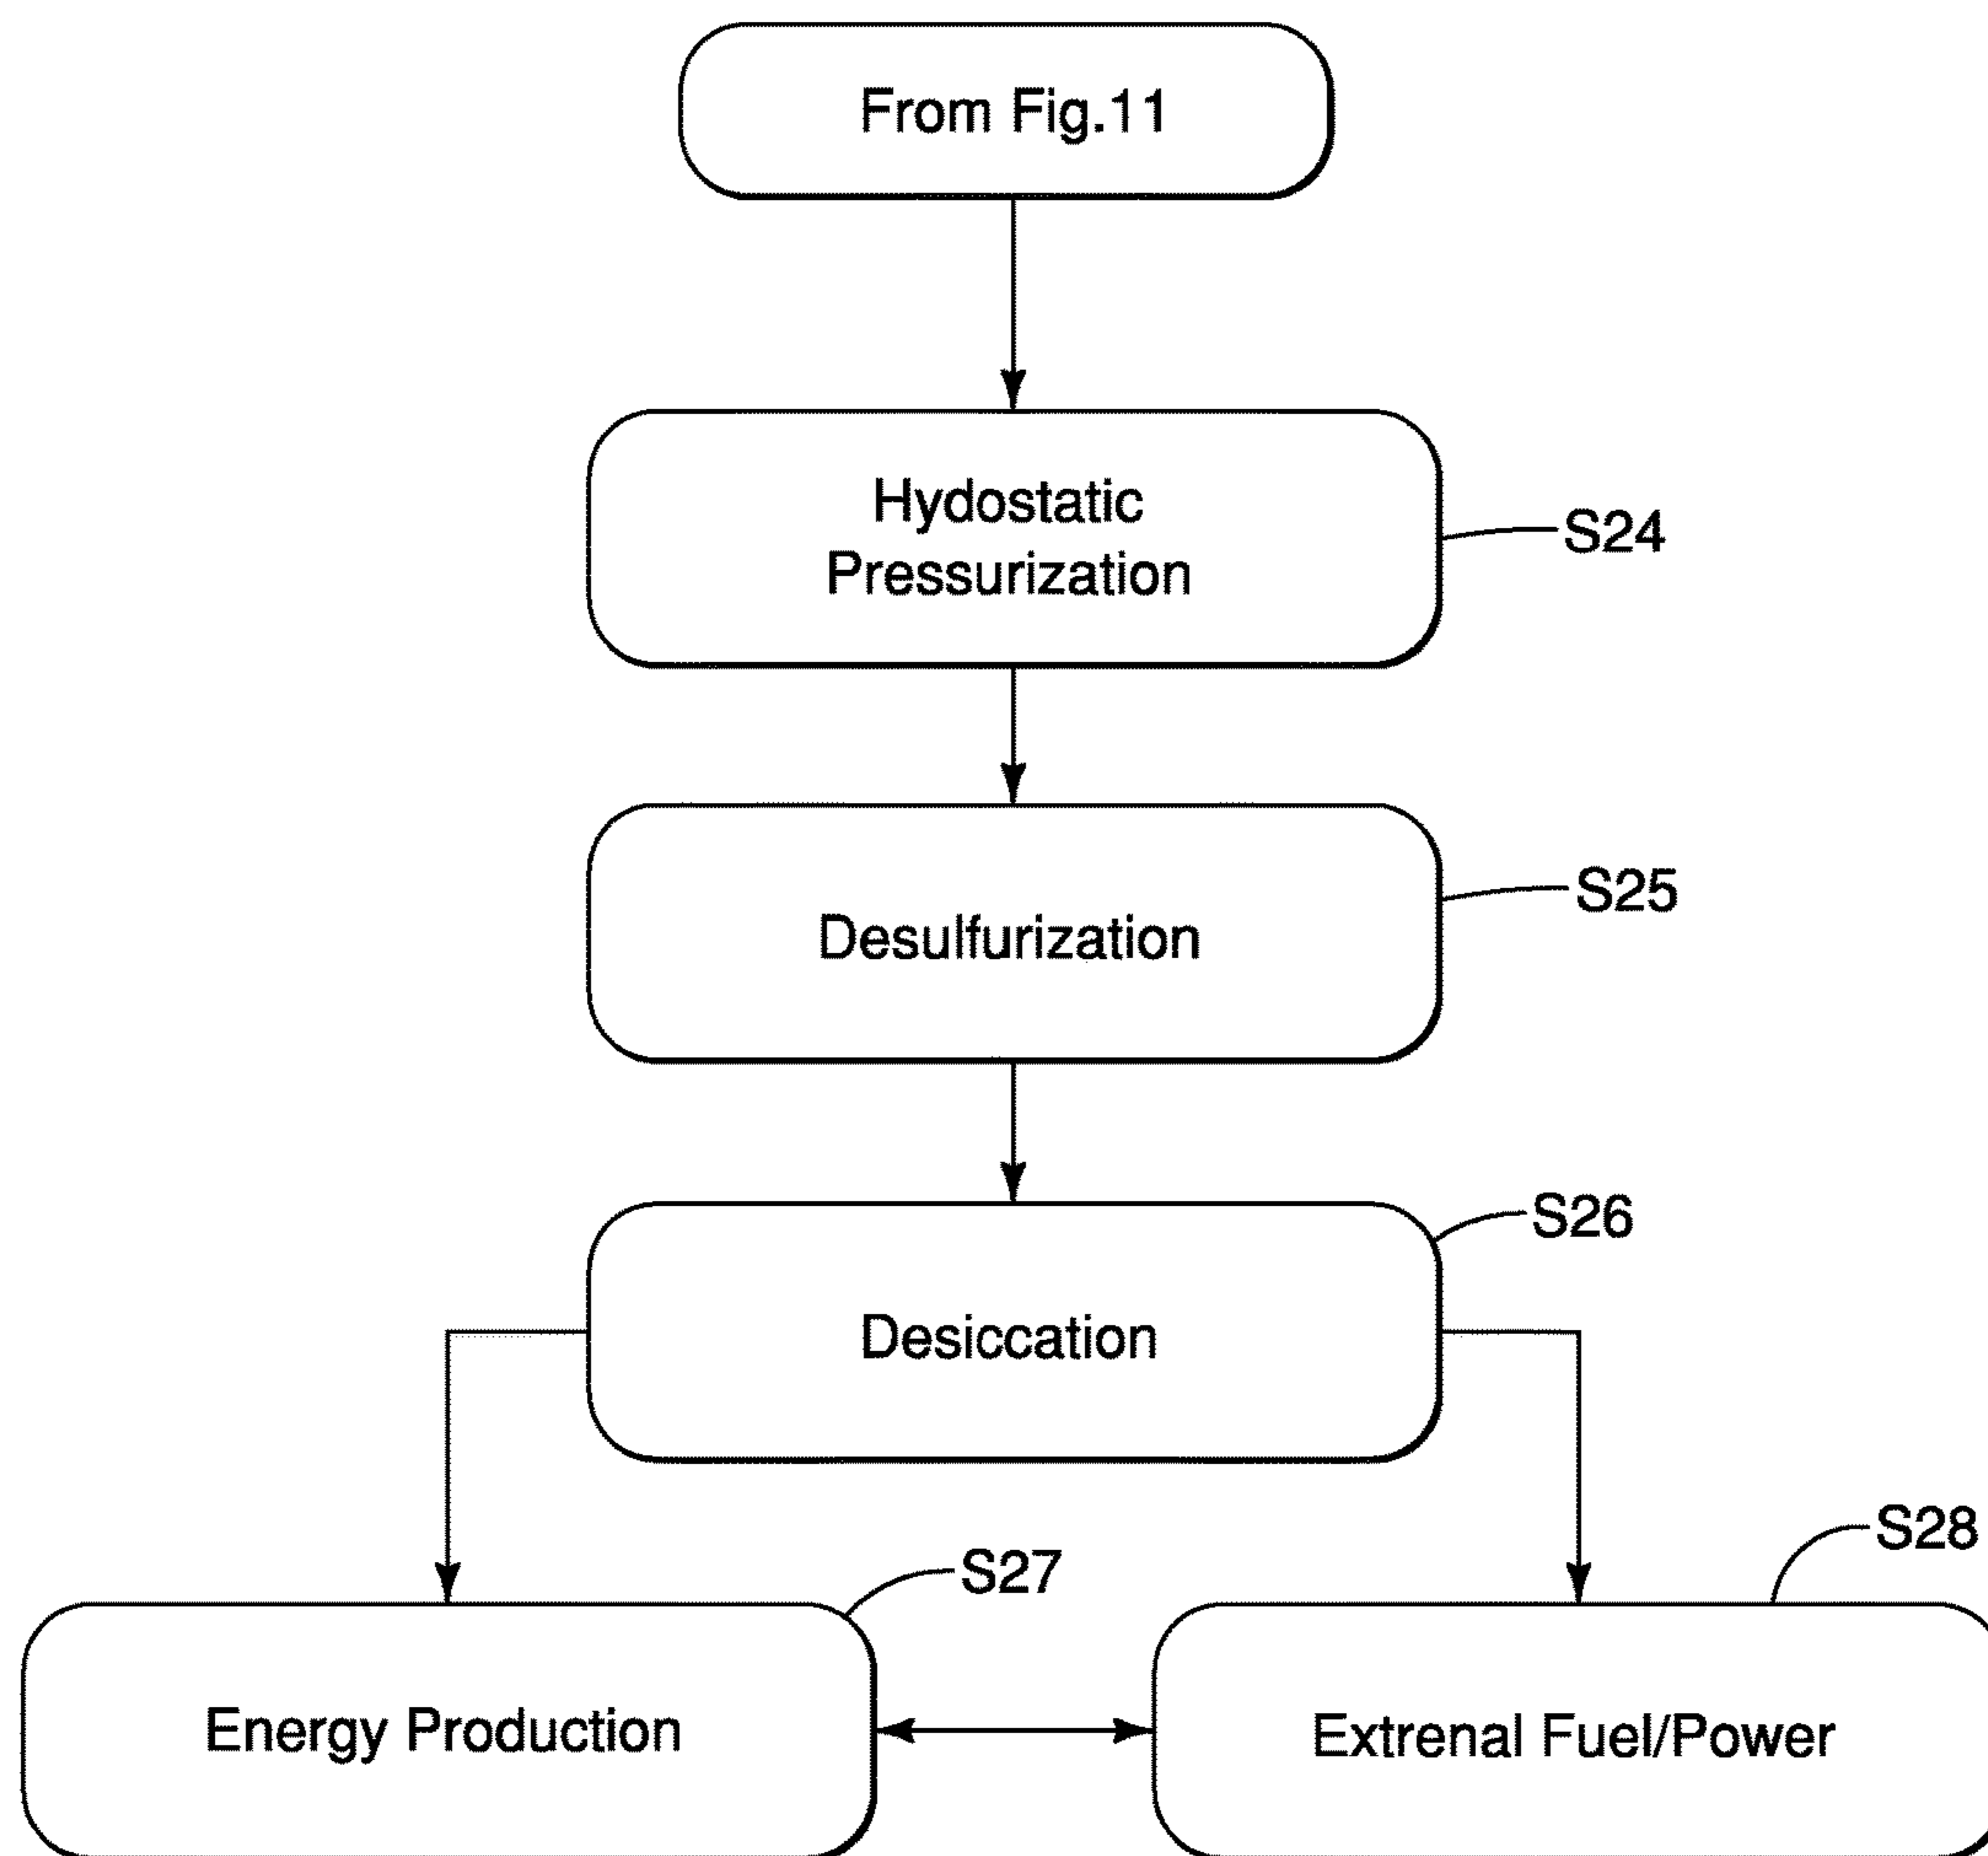 From Fig.11
Hydostatic
Pressurization
S24
Desulfurization
S25
Desiccation
S26
Energy Production
S27
Extrenal Fuel/Power
S28